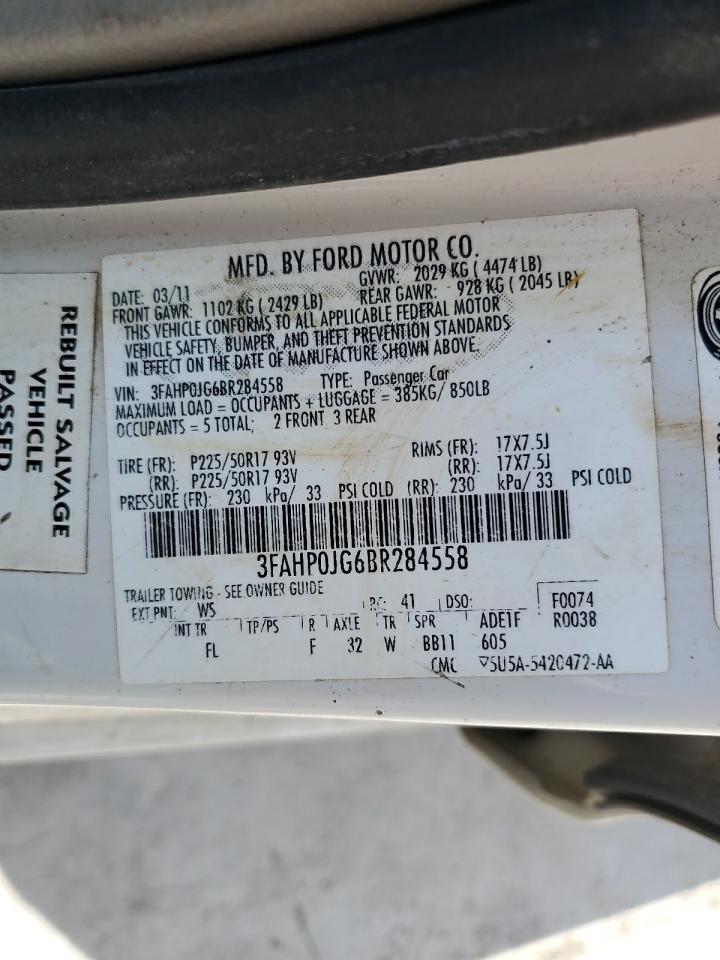 MFD. BY FORD MOTOR CO.
DATE: 03/11 GVWR: 2029 KG ( 4474 LB)
FRONT GAWR: 1102 KG ( 2429 LB) REAR GAWR: 928 KG ( 2045 LB)
THIS VEHICLE CONFORMS TO ALL APPLICABLE FEDERAL MOTOR
VEHICLE SAFETY, BUMPER, AND THEFT PREVENTION STANDARDS
IN EFFECT ON THE DATE OF MANUFACTURE SHOWN ABOVE.
VIN: 3FAHP0JG6BR284558 TYPE: Passenger Car
MAXIMUM LOAD = OCCUPANTS + LUGGAGE = 385KG/ 850LB
OCCUPANTS = 5 TOTAL; 2 FRONT 3 REAR
TIRE (FR): P225/50R17 93V RIMS (FR): 17X7.5J
(RR): P225/50R17 93V (RR): 17X7.5J
PRESSURE (FR): 230 kPa/ 33 PSI COLD (RR): 230 kPa/ 33 PSI COLD
3FAHP0JG6BR284558
TRAILER TOWING - SEE OWNER GUIDE
EXT PNT: WS RC: 41 DSO: F0074
R0038
INT TR TP/PS R AXLE TR SPR ADE1F
FL F 32 W BB11 605
CMC 5U5A-5420472-AA
REBUILT SALVAGE
VEHICLE
PASSED